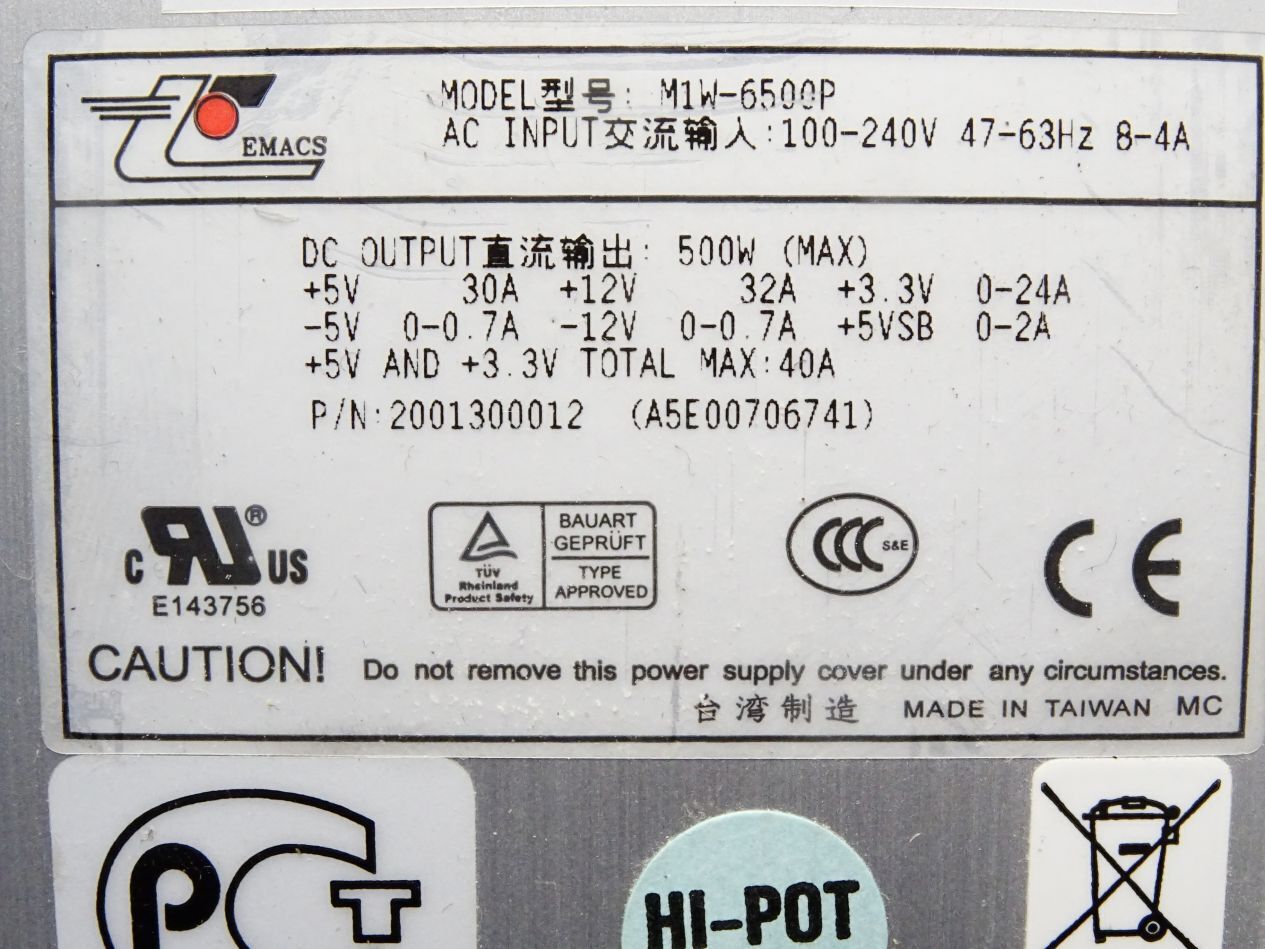 EMACS
MODEL型号: M1W-6500P
AC INPUT交流输入:100-240V 47-63Hz 8-4A
DC OUTPUT直流输出: 500W (MAX)
+5V 30A +12V 32A +3.3V 0-24A
-5V 0-0.7A -12V 0-0.7A +5VSB 0-2A
+5V AND +3.3V TOTAL MAX:40A
P/N:2001300012 (A5E00706741)
C RU® US
E143756
TÜV
Rheinland
Product Safety
BAUART
GEPRÜFT
TYPE
APPROVED
CCC S&E
CE
CAUTION! Do not remove this power supply cover under any circumstances.
台湾制造 MADE IN TAIWAN MC
PCT
HI-POT